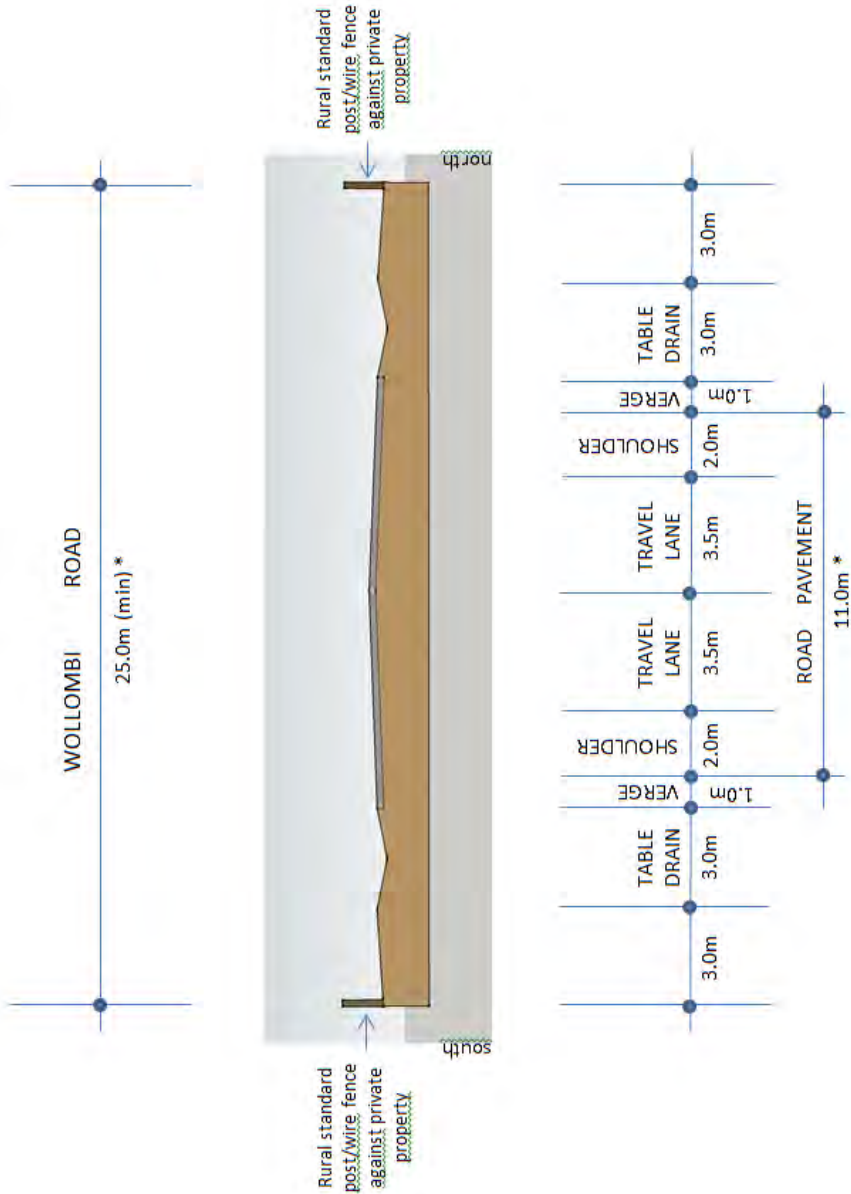 WOLLOMBI ROAD
25.0m (min) *
Rural standard
post/wire fence
against private
property
Rural standard
post/wire fence
against private
property
south
north
TABLE
DRAIN
VERGE
SHOULDER
TRAVEL
LANE
TRAVEL
LANE
SHOULDER
VERGE
TABLE
DRAIN
3.0m
3.0m
1.0m
2.0m
3.5m
3.5m
2.0m
1.0m
3.0m
3.0m
ROAD PAVEMENT
11.0m *